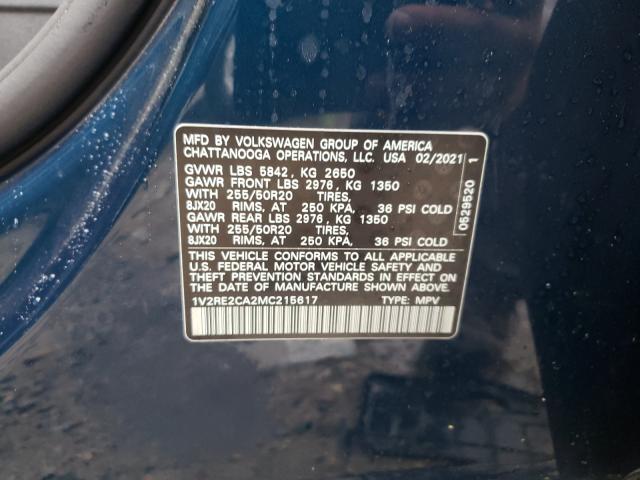 MFD BY VOLKSWAGEN GROUP OF AMERICA
CHATTANOOGA OPERATIONS, LLC. USA 02/2021
GVWR LBS 5842, KG 2650
GAWR FRONT LBS 2976, KG 1350
WITH 255/50R20 TIRES,
8JX20 RIMS, AT 250 KPA, 36 PSI COLD
GAWR REAR LBS 2976, KG 1350
WITH 255/50R20 TIRES,
8JX20 RIMS, AT 250 KPA, 36 PSI COLD
THIS VEHICLE CONFORMS TO ALL APPLICABLE
U.S. FEDERAL MOTOR VEHICLE SAFETY AND
THEFT PREVENTION STANDARDS IN EFFECT ON
THE DATE OF MANUFACTURE SHOWN ABOVE.
1V2RE2CA2MC215617 TYPE: MPV
0529520 1